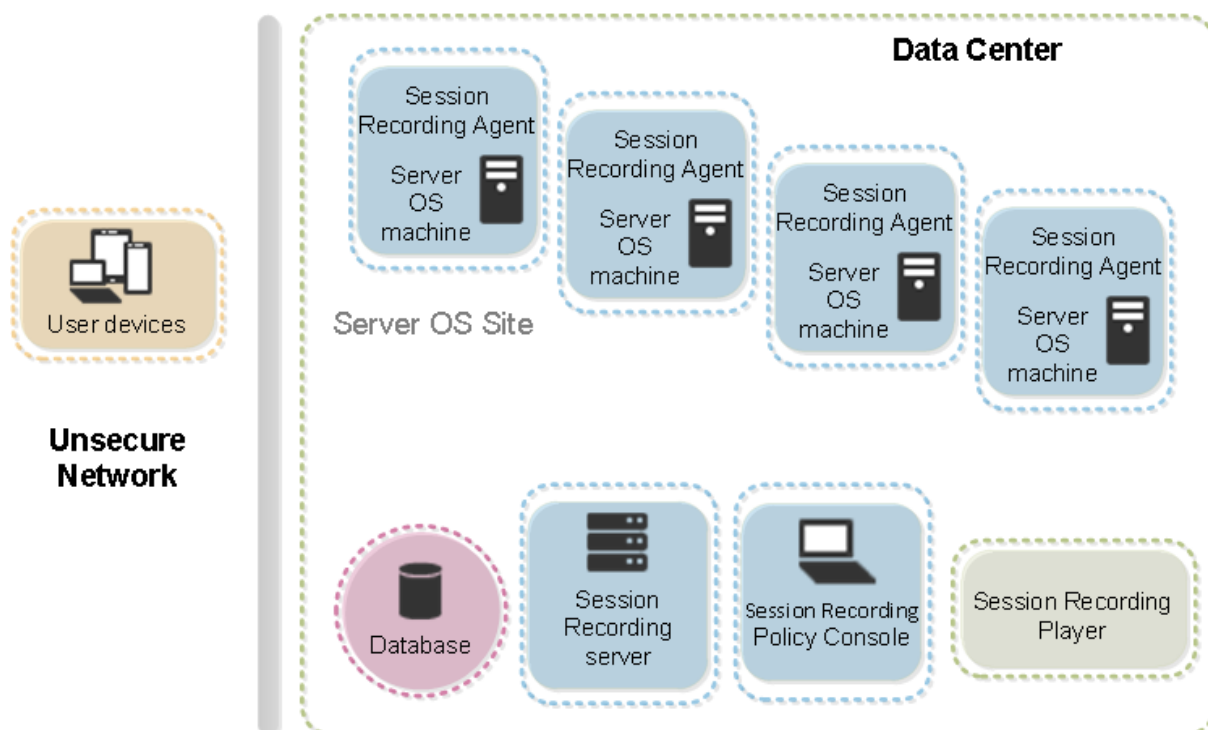 Data Center
Session
Recording Agent
Server
OS
machine
Session
Recording Agent
Server
OS
machine
Session
Recording Agent
Server
OS
machine
Session
Recording Agent
Server
OS
machine
User devices
Server OS Site
Unsecure
Network
Database
Session
Recording
server
Session Recording
Policy Console
Session Recording
Player